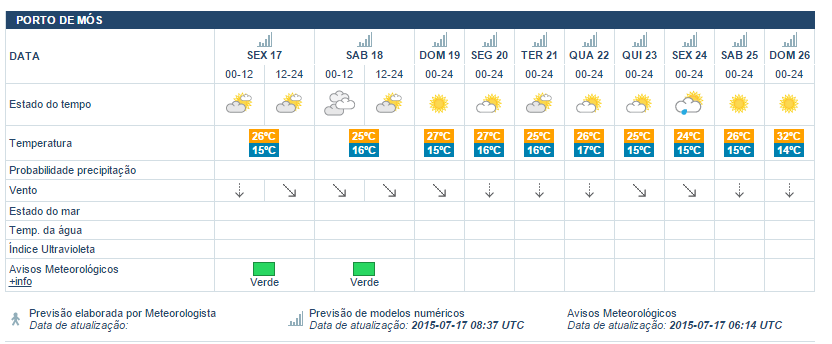 PORTO DE MÓS
DATA SEX 17 SAB 18 DOM 19 SEG 20 TER 21 QUA 22 QUI 23 SEX 24 SAB 25 DOM 26
00-12 12-24 00-12 12-24 00-24 00-24 00-24 00-24 00-24 00-24 00-24 00-24
Estado do tempo
Temperatura 26ºC 25ºC 27ºC 27ºC 25ºC 26ºC 25ºC 24ºC 26ºC 32ºC
15ºC 16ºC 15ºC 16ºC 16ºC 17ºC 15ºC 15ºC 15ºC 14ºC
Probabilidade precipitação
Vento
Estado do mar
Temp. da água
Índice Ultravioleta
Avisos Meteorológicos
+info Verde Verde
Previsão elaborada por Meteorologista Previsão de modelos numéricos Avisos Meteorológicos
Data de atualização: Data de atualização: 2015-07-17 08:37 UTC Data de atualização: 2015-07-17 06:14 UTC